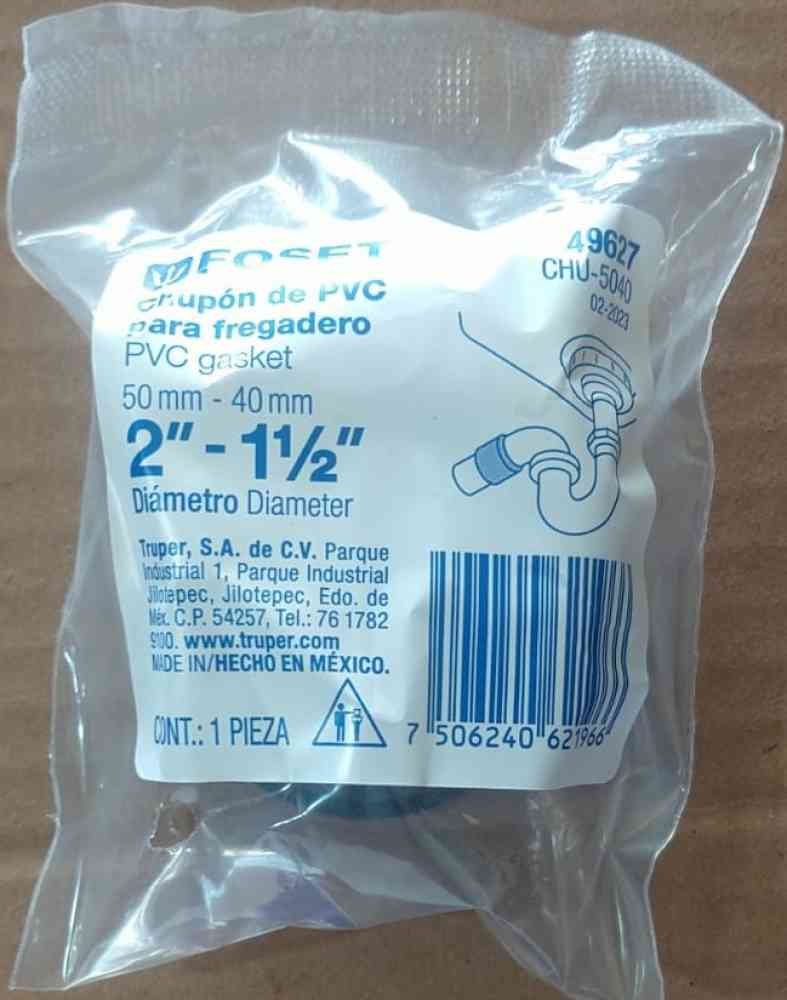 FOSET
Chupón de PVC
para fregadero
PVC gasket
50 mm - 40 mm
2" - 1½"
Diámetro Diameter
49627
CHU-5040
02-2023
Truper, S.A. de C.V. Parque
Industrial 1, Parque Industrial
Jilotepec, Jilotepec, Edo. de
Méx. C.P. 54257, Tel.: 76 1782
9100. www.truper.com
MADE IN/HECHO EN MÉXICO.
CONT.: 1 PIEZA
7 506240 621966